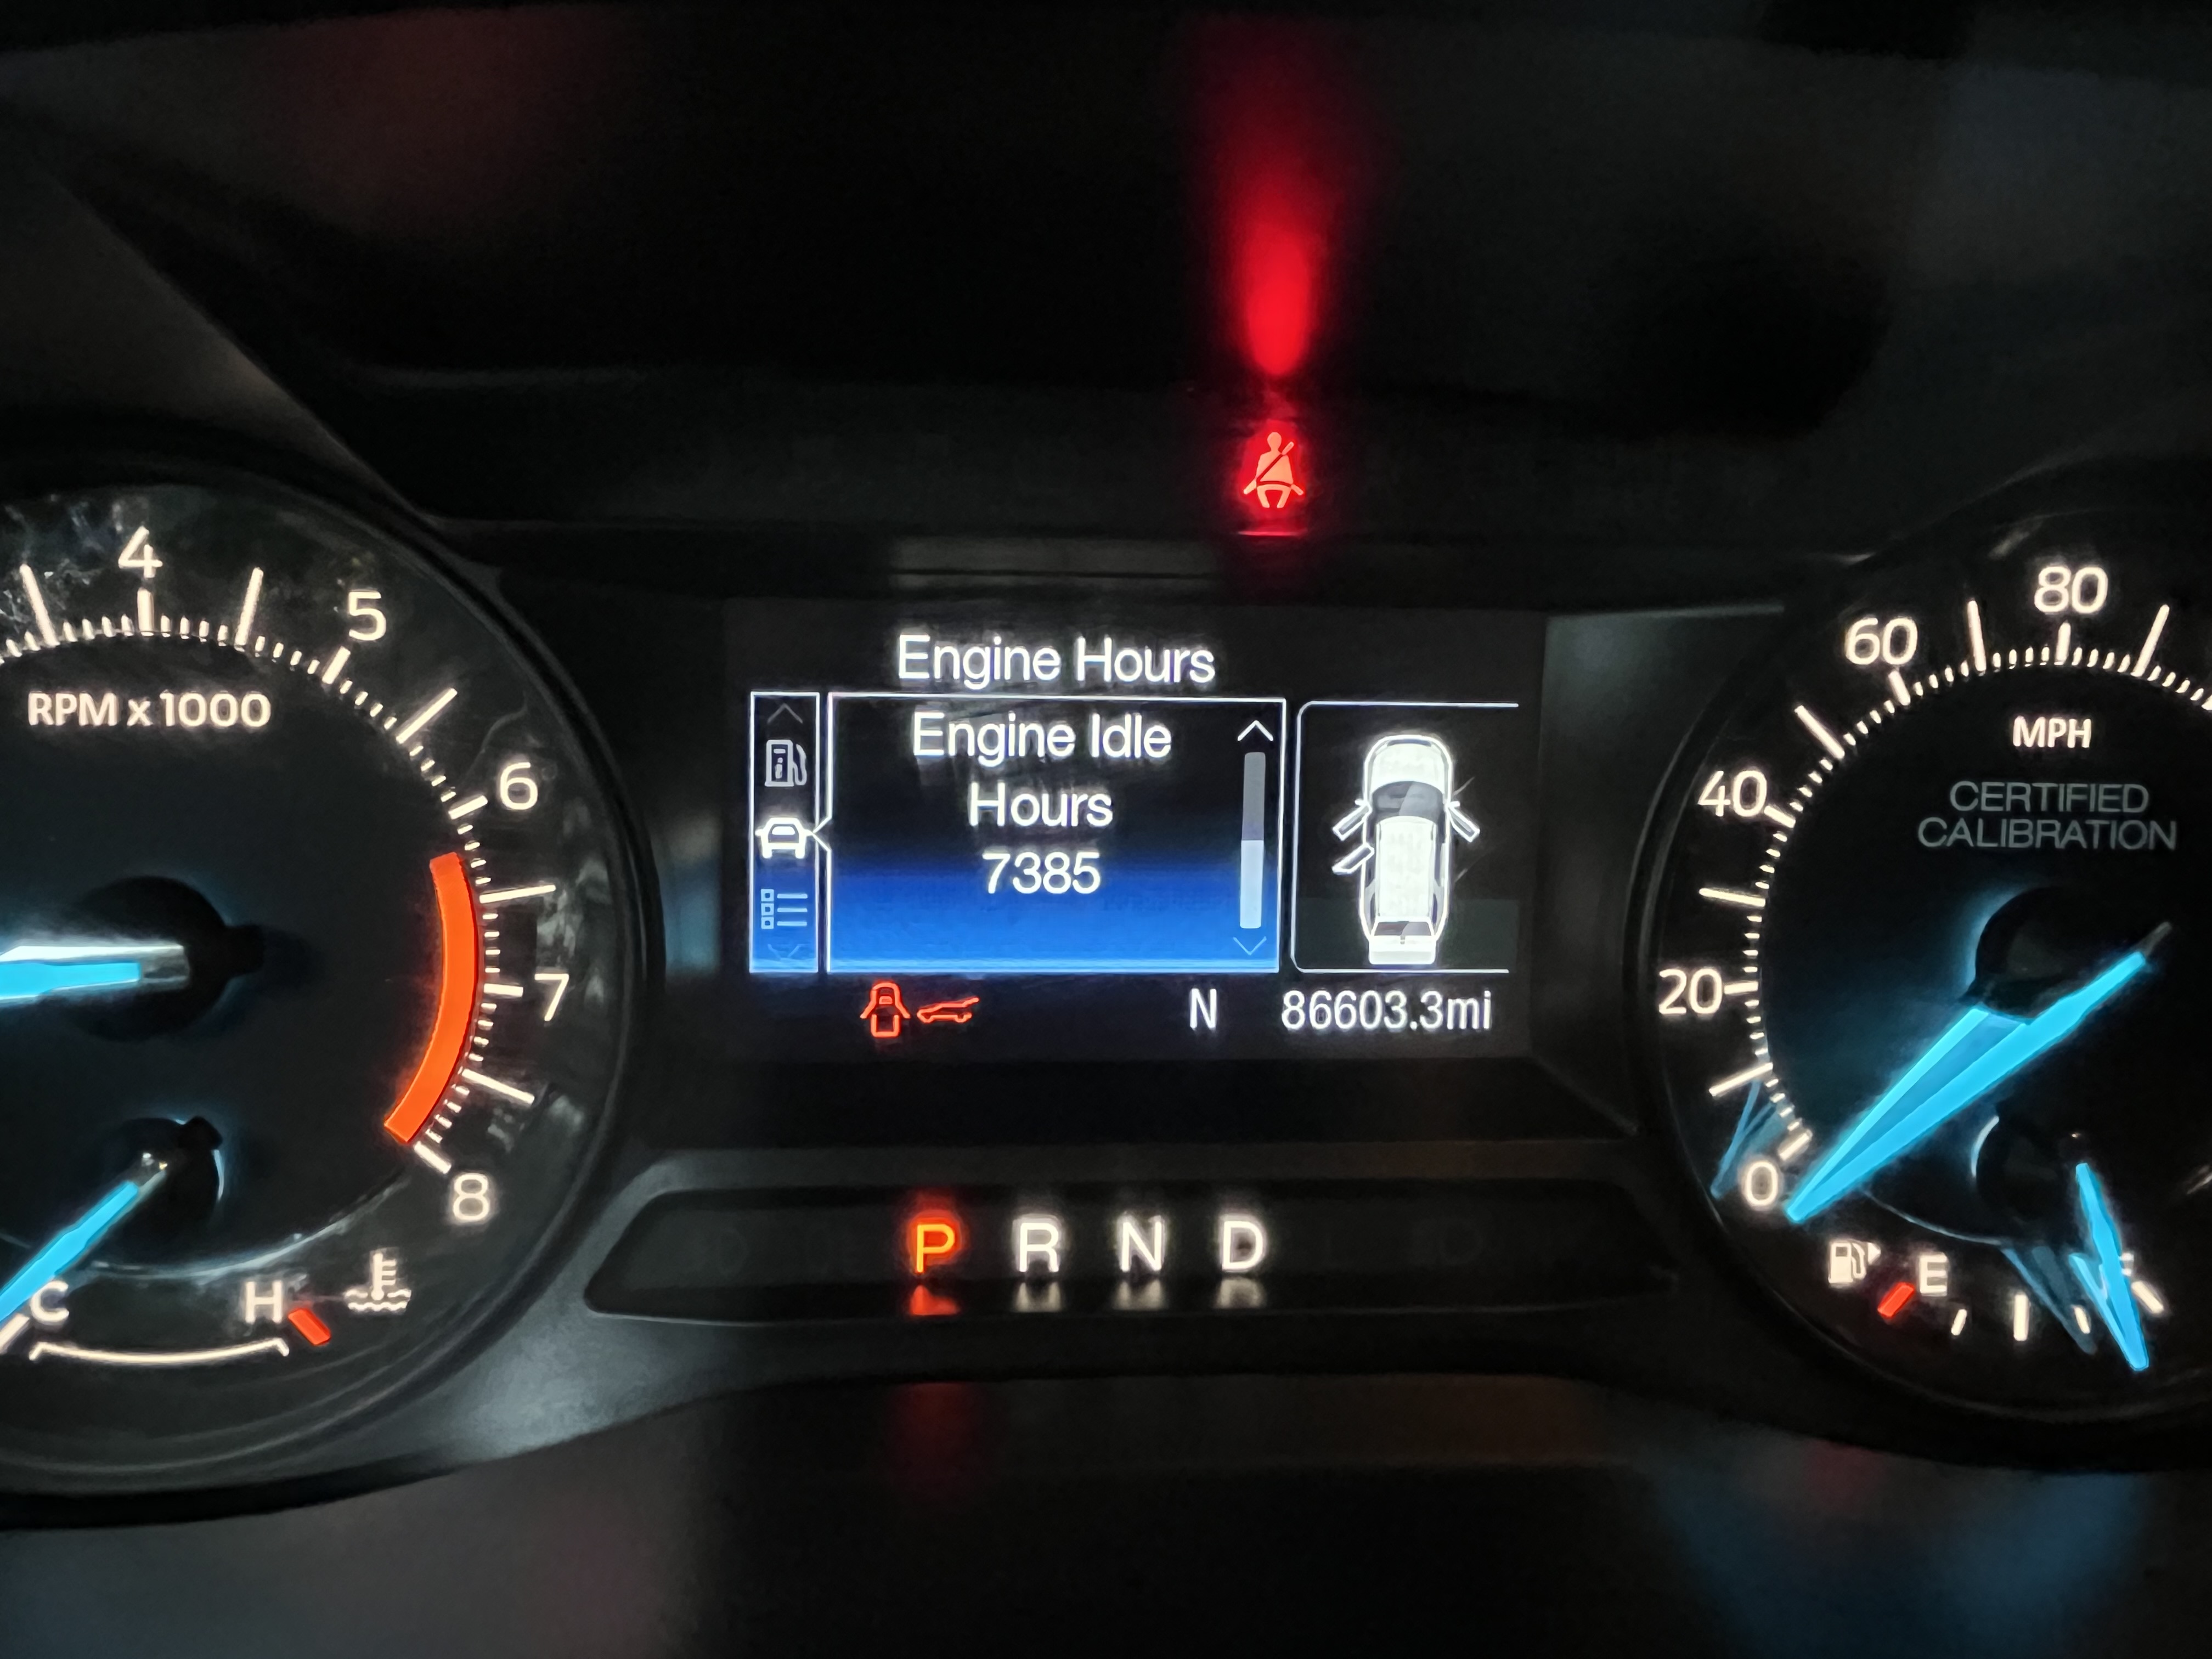 Engine Hours
Engine Idle
Hours
7385
N 86603.3mi
4
5
6
7
8
RPM x 1000
C H
80
60
40
20
0
MPH
CERTIFIED
CALIBRATION
P R N D
E